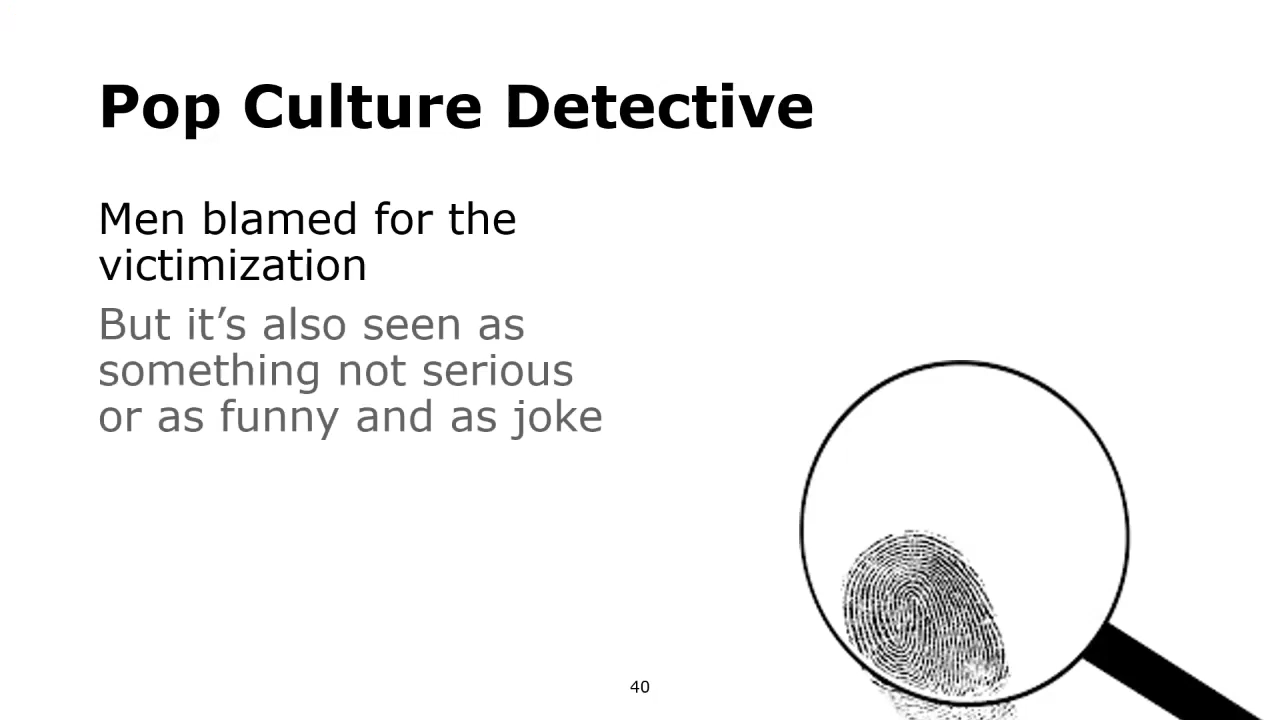 Pop Culture Detective
Men blamed for the
victimization
But it’s also seen as
something not serious
or as funny and as joke
40